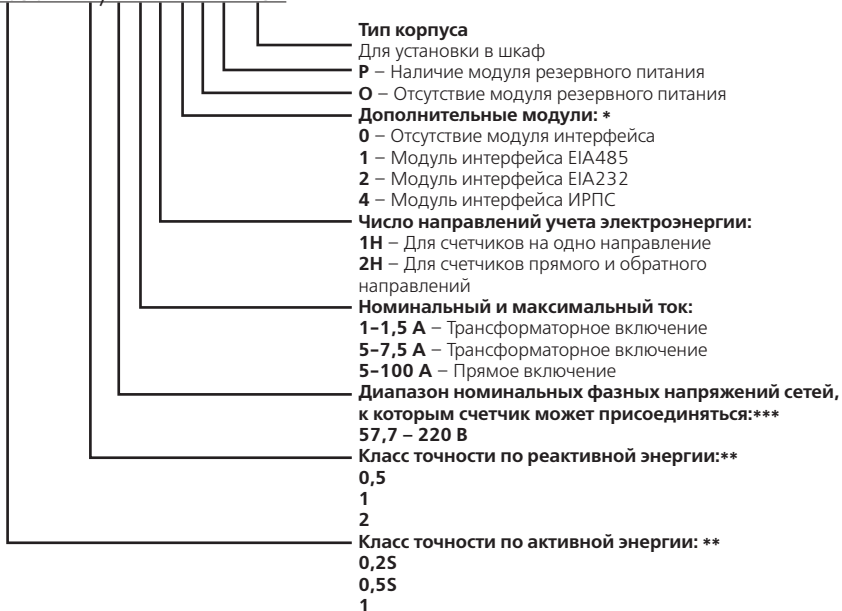 Тип корпуса
Для установки в шкаф
Р – Наличие модуля резервного питания
О – Отсутствие модуля резервного питания
Дополнительные модули: *
0 – Отсутствие модуля интерфейса
1 – Модуль интерфейса EIA485
2 – Модуль интерфейса EIA232
4 – Модуль интерфейса ИРПС
Число направлений учета электроэнергии:
1Н – Для счетчиков на одно направление
2Н – Для счетчиков прямого и обратного
направлений
Номинальный и максимальный ток:
1–1,5 А – Трансформаторное включение
5–7,5 А – Трансформаторное включение
5–100 А – Прямое включение
Диапазон номинальных фазных напряжений сетей,
к которым счетчик может присоединяться:***
57,7 – 220 В
Класс точности по реактивной энергии:**
0,5
1
2
Класс точности по активной энергии: **
0,2S
0,5S
1